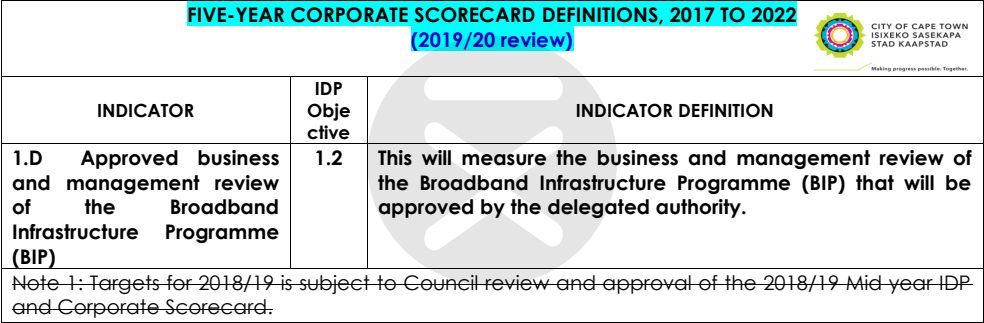 FIVE-YEAR CORPORATE SCORECARD DEFINITIONS, 2017 TO 2022
(2019/20 review)
CITY OF CAPE TOWN
ISIXEKO SASEKAPA
STAD KAAPSTAD
Making progress possible. Together.
INDICATOR
IDP
Obje
ctive
INDICATOR DEFINITION
1.D Approved business
and management review
of the Broadband
Infrastructure Programme
(BIP)
1.2
This will measure the business and management review of
the Broadband Infrastructure Programme (BIP) that will be
approved by the delegated authority.
Note 1: Targets for 2018/19 is subject to Council review and approval of the 2018/19 Mid year IDP
and Corporate Scorecard.